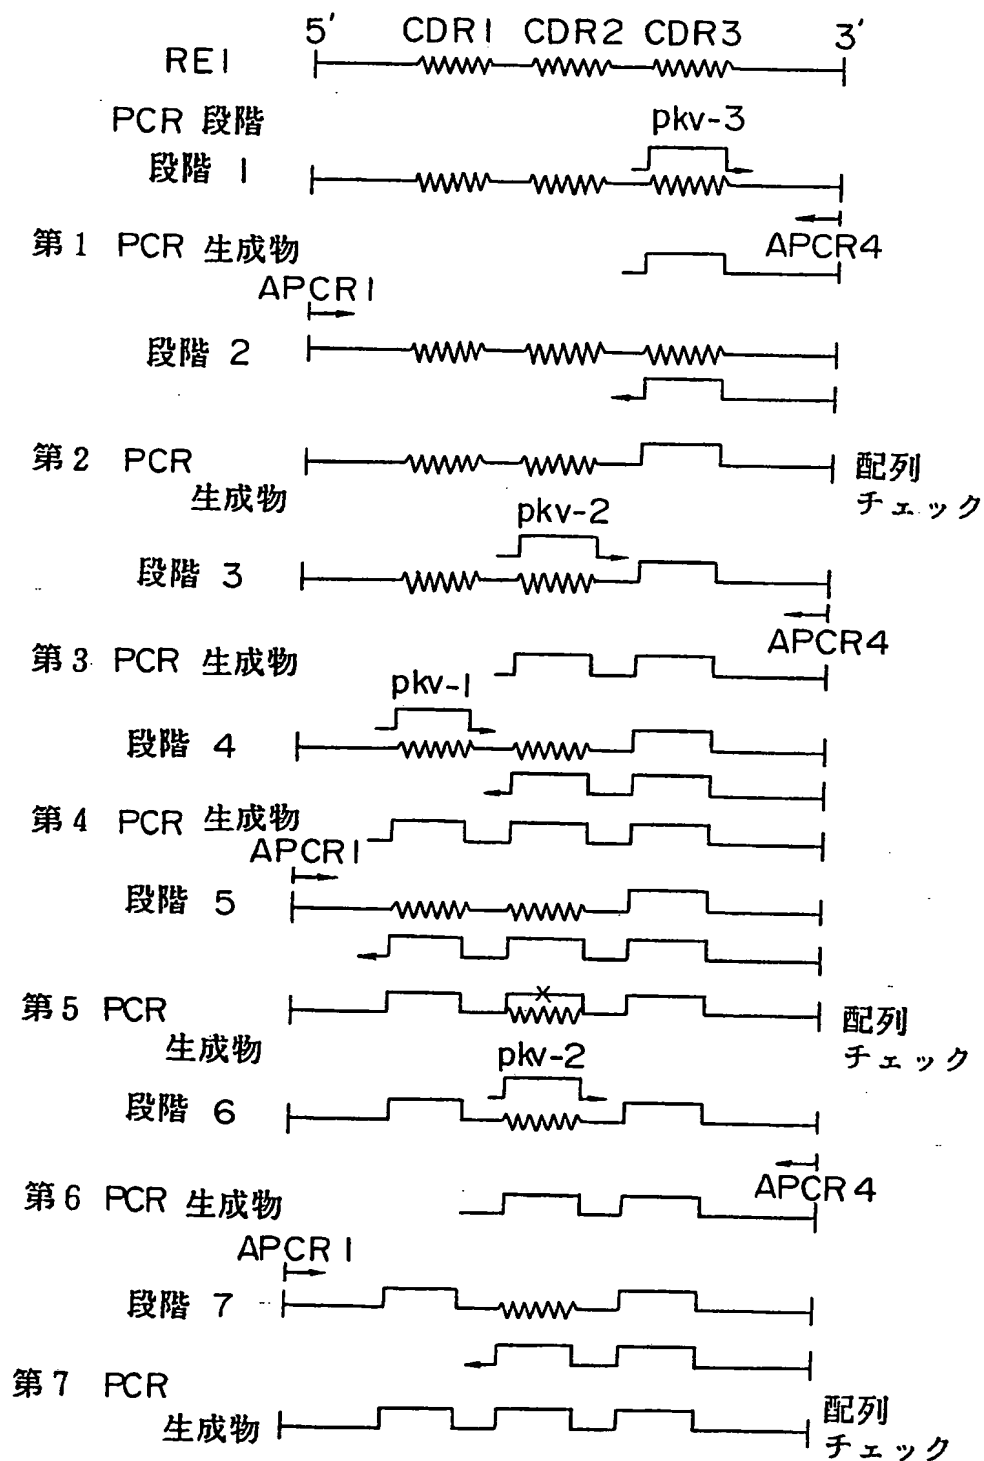 5′ CDR1 CDR2 CDR3 3′
RE1
PCR 段階
pkv-3
段階 1
APCR4
第1 PCR 生成物
APCR1
段階 2
第2 PCR
生成物
配列
チェック
pkv-2
段階 3
APCR4
第3 PCR 生成物
pkv-1
段階 4
第4 PCR 生成物
APCR1
段階 5
第5 PCR
生成物
x
配列
チェック
pkv-2
段階 6
APCR4
第6 PCR 生成物
APCR1
段階 7
第7 PCR
生成物
配列
チェック